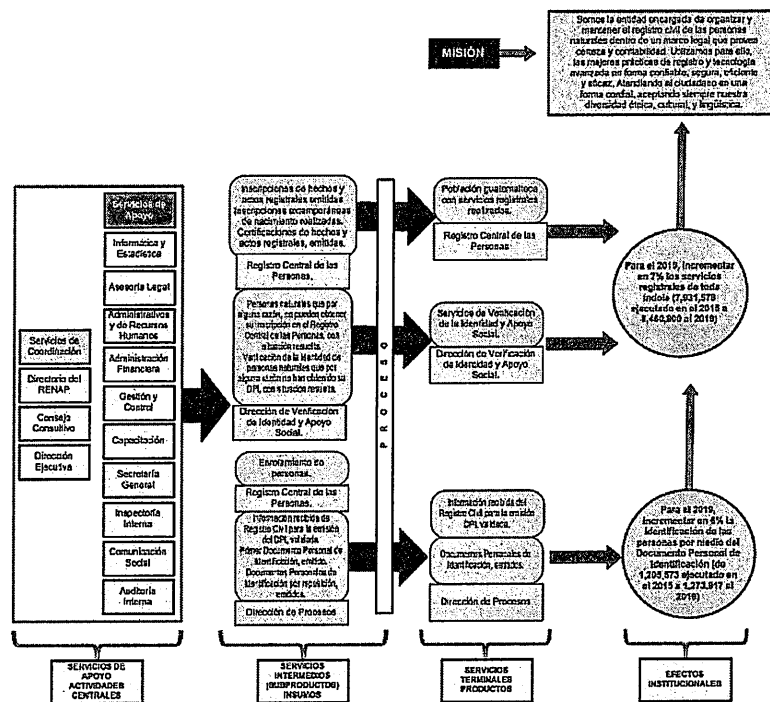 MISIÓN
Somos la entidad encargada de organizar y
mantener el registro civil de las personas
naturales dentro de un marco legal que provea
certeza y confiabilidad. Utilizamos para ello,
las mejores prácticas de registro y tecnología
avanzada en forma confiable, segura, eficiente
y eficaz. Atendiendo al ciudadano en una
forma cordial, aceptando siempre nuestra
diversidad étnica, cultural, y lingüística.
Servicios de
Coordinación
Directorio del
RENAP.
Consejo
Consultivo
Dirección
Ejecutiva
Servicios de
Apoyo
Informática y
Estadística
Asesoría Legal
Administrativos
y de Recursos
Humanos
Administración
Financiera
Gestión y
Control
Capacitación
Secretaría
General
Inspectoría
Interna
Comunicación
Social
Auditoría
Interna
SERVICIOS DE
APOYO
ACTIVIDADES
CENTRALES
Inscripciones de hechos y
actos registrales emitidas
Inscripciones extemporáneas
de nacimiento realizadas.
Certificaciones de hechos y
actos registrales, emitidas.
Registro Central de las
Personas.
Personas naturales que por
alguna razón, no pueden obtener
su inscripción en el Registro
Central de las Personas, con
situación resuelta.
Verificación de la identidad de
personas naturales que por
alguna razón no han obtenido su
DPI, con situación resuelta.
Dirección de Verificación
de Identidad y Apoyo
Social.
Enrolamiento de
personas.
Registro Central de las
Personas.
Información recibida de
Registro Civil para la emisión
del DPI, validada.
Primer Documento Personal de
Identificación, emitido.
Documentos Personales de
Identificación por reposición,
emitidos.
Dirección de Procesos
SERVICIOS
INTERMEDIOS
(SUBPRODUCTOS)
INSUMOS
PROCESO
Población guatemalteca
con servicios registrales
realizados.
Registro Central de las
Personas
Servicios de Verificación
de la Identidad y Apoyo
Social.
Dirección de Verificación
de Identidad y Apoyo
Social.
Información recibida del
Registro Civil para la emisión
DPI, validada.
Documentos Personales de
Identificación, emitidos.
Dirección de Procesos
SERVICIOS
TERMINALES
PRODUCTOS
Para el 2019, incrementar
en 7% los servicios
registrales de toda
índole (7,931,578
ejecutado en el 2015 a
8,460,800 al 2019)
Para el 2019,
incrementar en 6% la
identificación de las
personas por medio del
Documento Personal de
Identificación (de
1,205,573 ejecutado en
el 2015 a 1,273,917 al
2019)
EFECTOS
INSTITUCIONALES